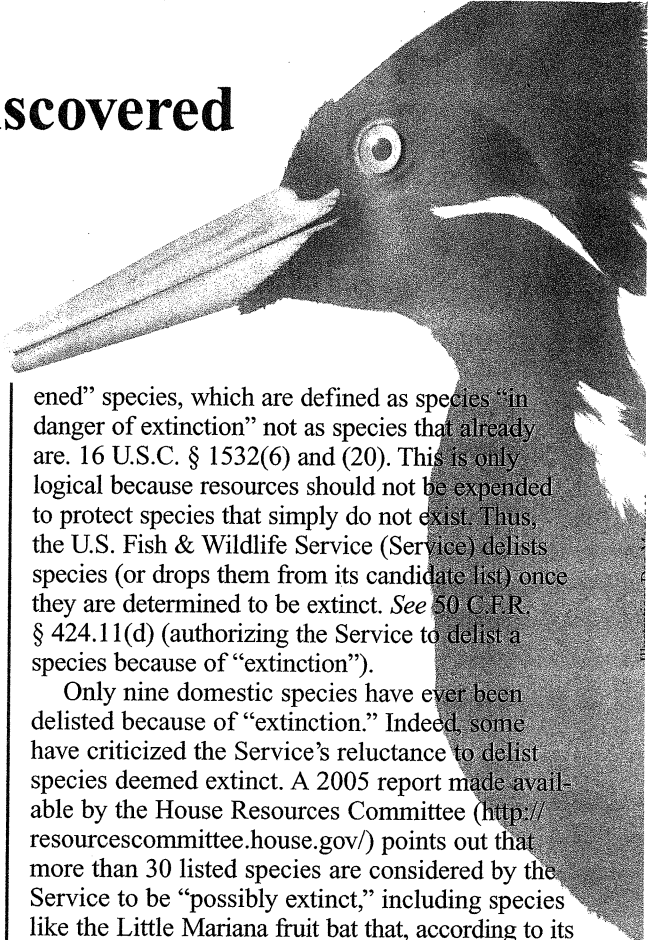 scovered
ened” species, which are defined as species “in
danger of extinction” not as species that already
are. 16 U.S.C. § 1532(6) and (20). This is only
logical because resources should not be expended
to protect species that simply do not exist. Thus,
the U.S. Fish & Wildlife Service (Service) delists
species (or drops them from its candidate list) once
they are determined to be extinct. See 50 C.F.R.
§ 424.11(d) (authorizing the Service to delist a
species because of “extinction”).
Only nine domestic species have ever been
delisted because of “extinction.” Indeed, some
have criticized the Service’s reluctance to delist
species deemed extinct. A 2005 report made avail-
able by the House Resources Committee (http://
resourcescommittee.house.gov/) points out that
more than 30 listed species are considered by the
Service to be “possibly extinct,” including species
like the Little Mariana fruit bat that, according to its